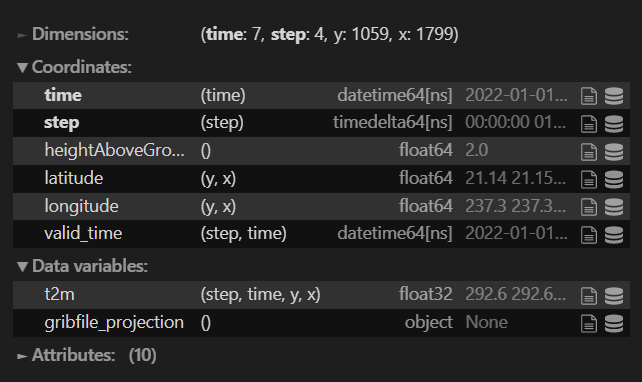 ► Dimensions: (time: 7, step: 4, y: 1059, x: 1799)
▼ Coordinates:
time (time) datetime64[ns] 2022-01-01...
step (step) timedelta64[ns] 00:00:00 01...
heightAboveGro... () float64 2.0
latitude (y, x) float64 21.14 21.15...
longitude (y, x) float64 237.3 237.3...
valid_time (step, time) datetime64[ns] 2022-01-01...
▼ Data variables:
t2m (step, time, y, x) float32 292.6 292.6...
gribfile_projection () object None
► Attributes: (10)